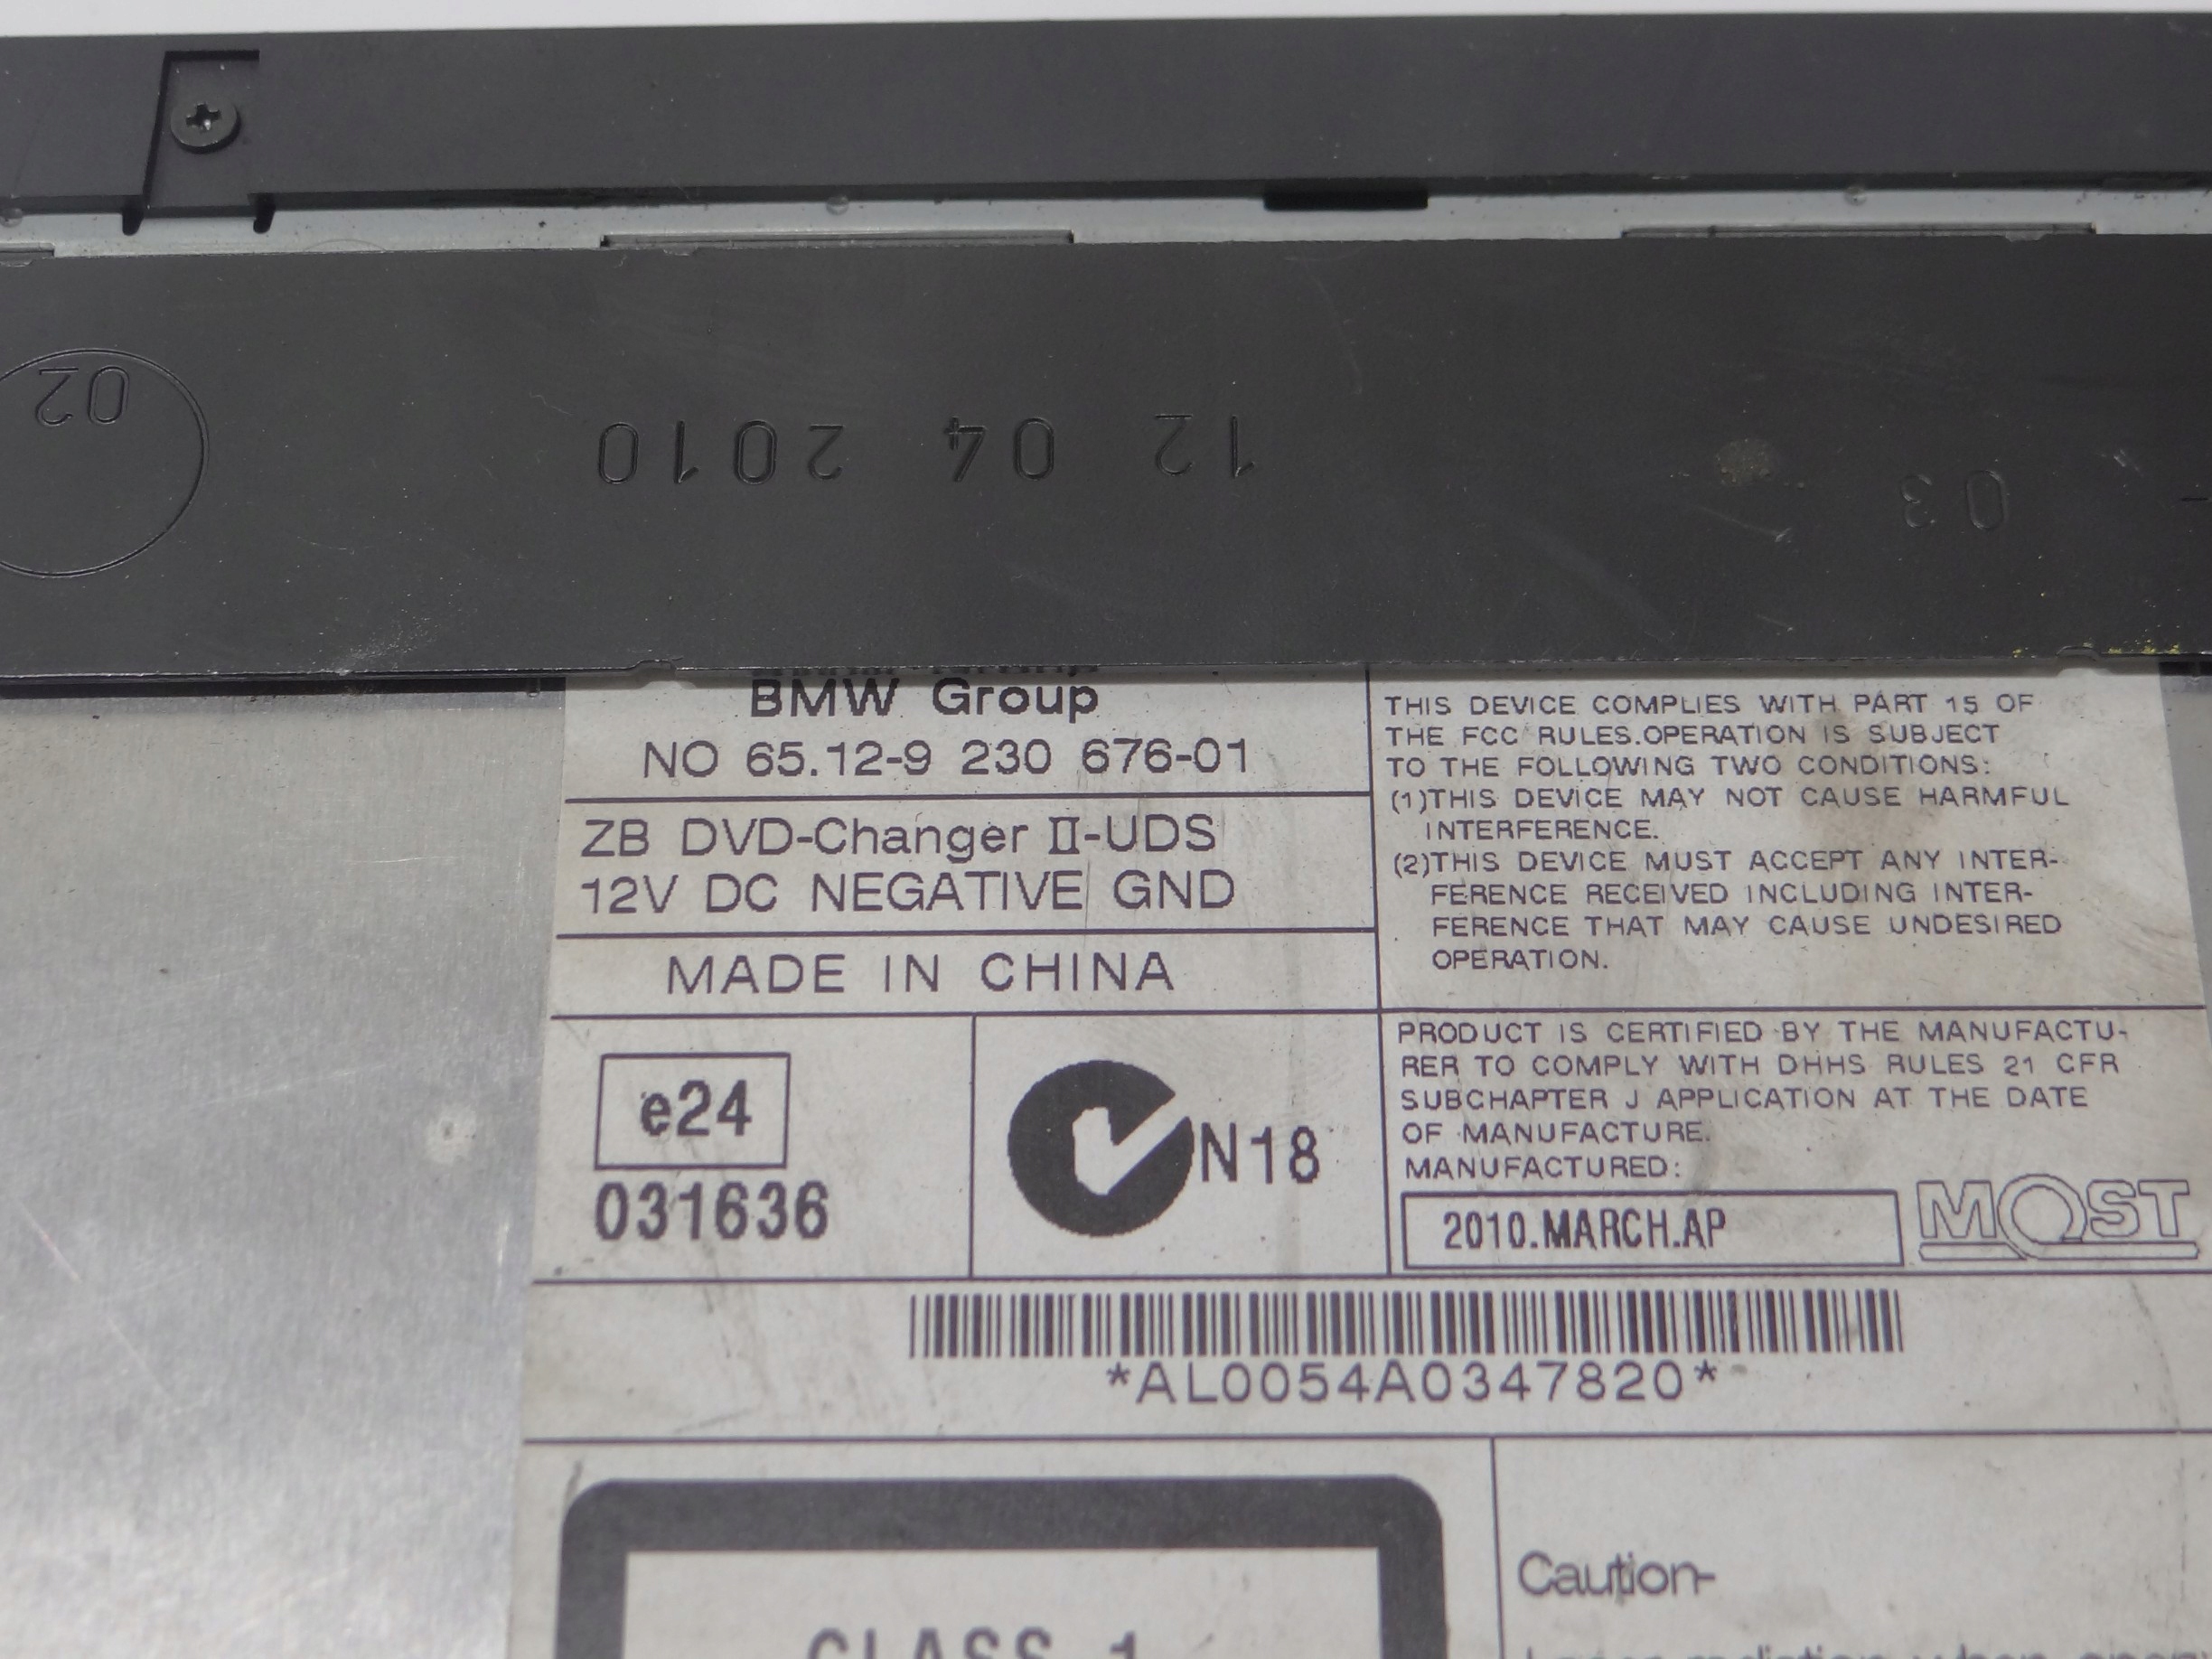 02
12 04 2010
03
BMW Group
NO 65.12-9 230 676-01
ZB DVD-Changer II-UDS
12V DC NEGATIVE GND
MADE IN CHINA
e24
031636
N18
THIS DEVICE COMPLIES WITH PART 15 OF
THE FCC RULES.OPERATION IS SUBJECT
TO THE FOLLOWING TWO CONDITIONS:
(1)THIS DEVICE MAY NOT CAUSE HARMFUL
INTERFERENCE.
(2)THIS DEVICE MUST ACCEPT ANY INTER-
FERENCE RECEIVED INCLUDING INTER-
FERENCE THAT MAY CAUSE UNDESIRED
OPERATION.
PRODUCT IS CERTIFIED BY THE MANUFACTU-
RER TO COMPLY WITH DHHS RULES 21 CFR
SUBCHAPTER J APPLICATION AT THE DATE
OF MANUFACTURE.
MANUFACTURED:
2010.MARCH.AP
MOST
*AL0054A0347820*
CLASS 1
Caution-